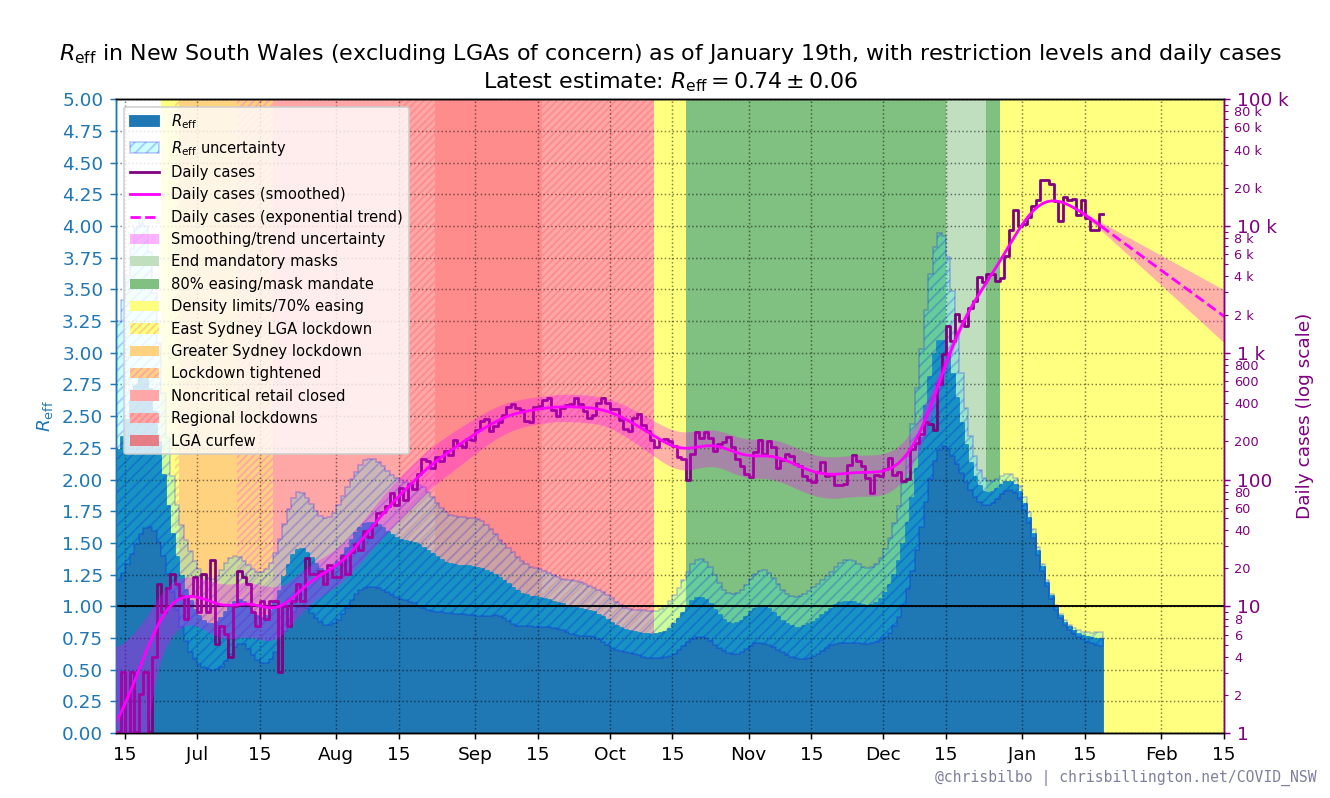 R_eff in New South Wales (excluding LGAs of concern) as of January 19th, with restriction levels and daily cases
Latest estimate: R_eff = 0.74 ± 0.06
R_eff
R_eff uncertainty
Daily cases
Daily cases (smoothed)
Daily cases (exponential trend)
Smoothing/trend uncertainty
End mandatory masks
80% easing/mask mandate
Density limits/70% easing
East Sydney LGA lockdown
Greater Sydney lockdown
Lockdown tightened
Noncritical retail closed
Regional lockdowns
LGA curfew
R_eff
5.00
4.75
4.50
4.25
4.00
3.75
3.50
3.25
3.00
2.75
2.50
2.25
2.00
1.75
1.50
1.25
1.00
0.75
0.50
0.25
0.00
15 Jul 15 Aug 15 Sep 15 Oct 15 Nov 15 Dec 15 Jan 15 Feb 15
100 k
80 k
60 k
40 k
20 k
10 k
8 k
6 k
4 k
2 k
1 k
800
600
400
200
100
80
60
40
20
10
8
6
4
2
1
Daily cases (log scale)
@chrisbilbo | chrisbillington.net/COVID_NSW